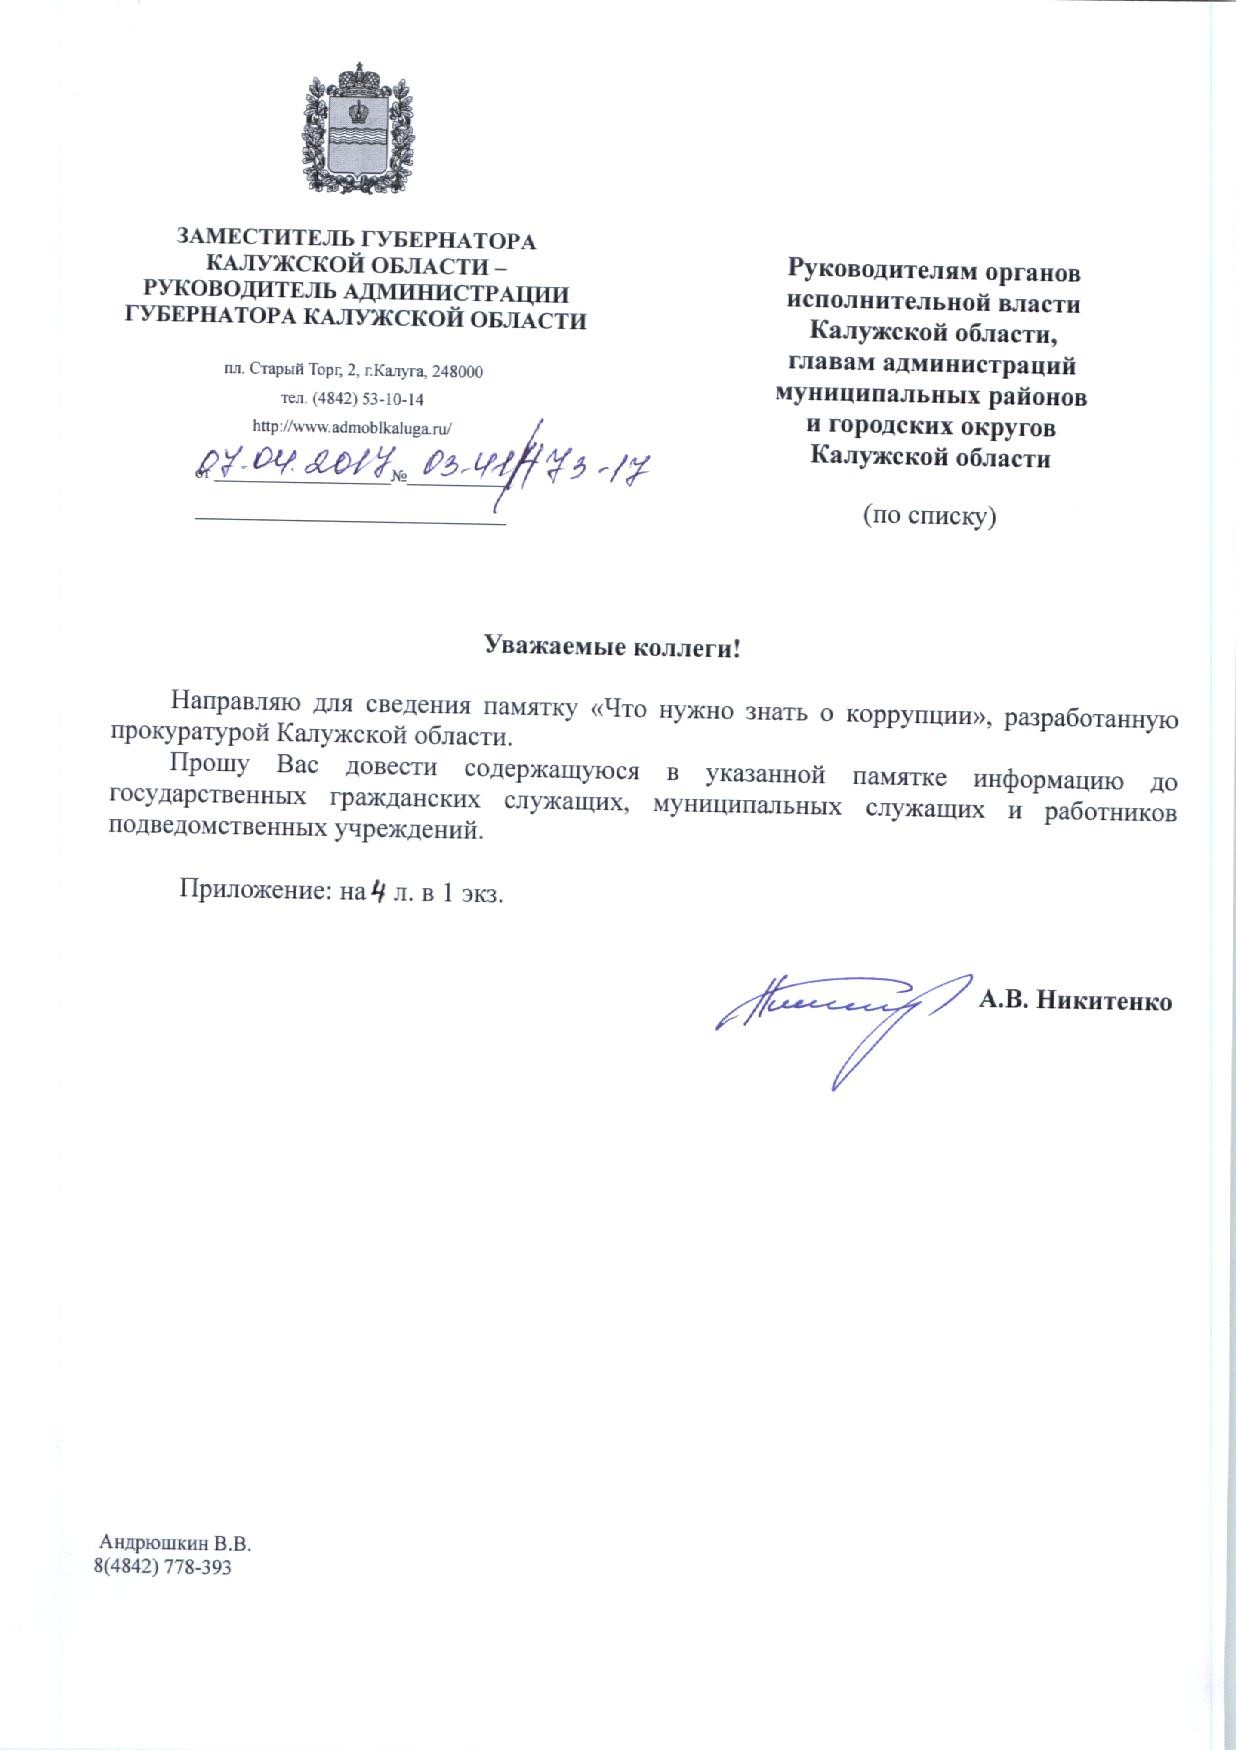 ЗАМЕСТИТЕЛЬ ГУБЕРНАТОРА
КАЛУЖСКОЙ ОБЛАСТИ –
РУКОВОДИТЕЛЬ АДМИНИСТРАЦИИ
ГУБЕРНАТОРА КАЛУЖСКОЙ ОБЛАСТИ
пл. Старый Торг, 2, г.Калуга, 248000
тел. (4842) 53-10-14
http://www.admoblkaluga.ru/
от 07.04.2017 №
Руководителям органов
исполнительной власти
Калужской области,
главам администраций
муниципальных районов
и городских округов
Калужской области
(по списку)
Уважаемые коллеги!
Направляю для сведения памятку «Что нужно знать о коррупции», разработанную
прокуратурой Калужской области.
Прошу Вас довести содержащуюся в указанной памятке информацию до
государственных гражданских служащих, муниципальных служащих и работников
подведомственных учреждений.
Приложение: на 4 л. в 1 экз.
А.В. Никитенко
Андрюшкин В.В.
8(4842) 778-393